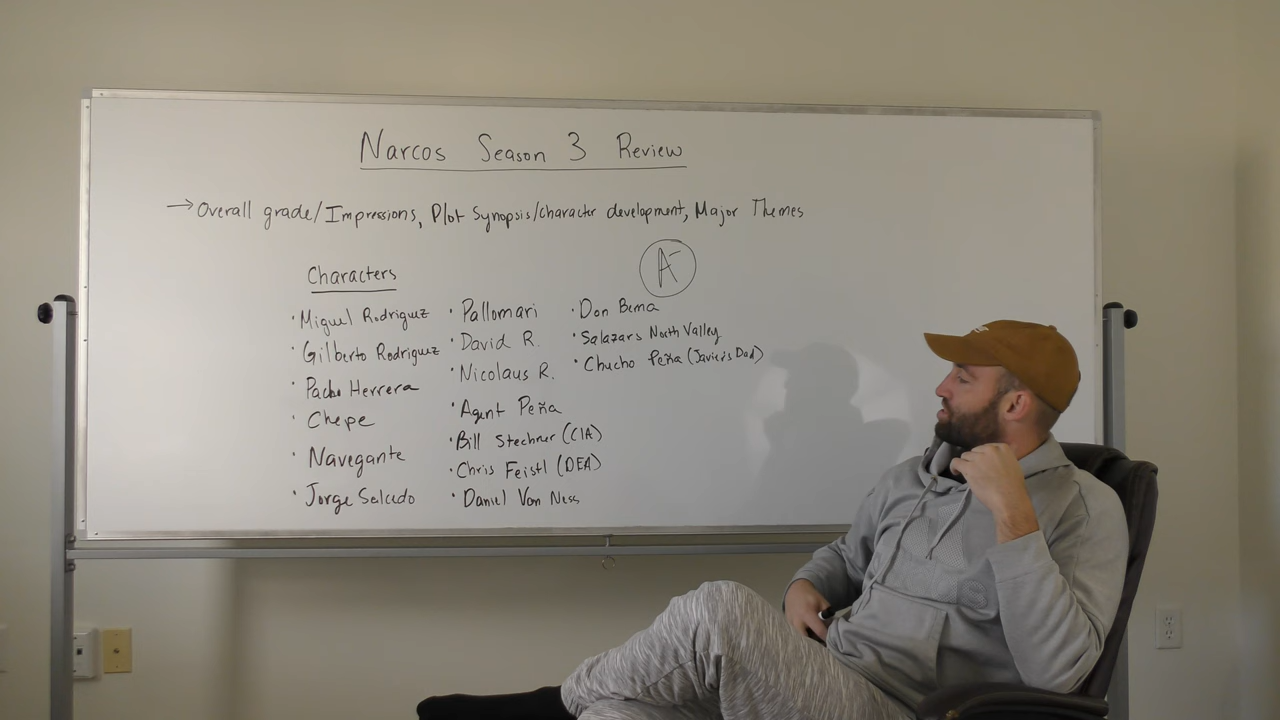 Narcos Season 3 Review
→ Overall grade/Impressions, Plot Synopsis/character development, Major Themes
A-
Characters
· Miguel Rodriguez
· Gilberto Rodriguez
· Pacho Herrera
· Chepe
· Navegante
· Jorge Salcedo
· Pallomari
· David R.
· Nicolaus R.
· Agent Peña
· Bill Stechner (CIA)
· Chris Feistl (DEA)
· Daniel Van Ness
· Don Berna
· Salazars North Valley
· Chucho Peña (Javier's Dad)